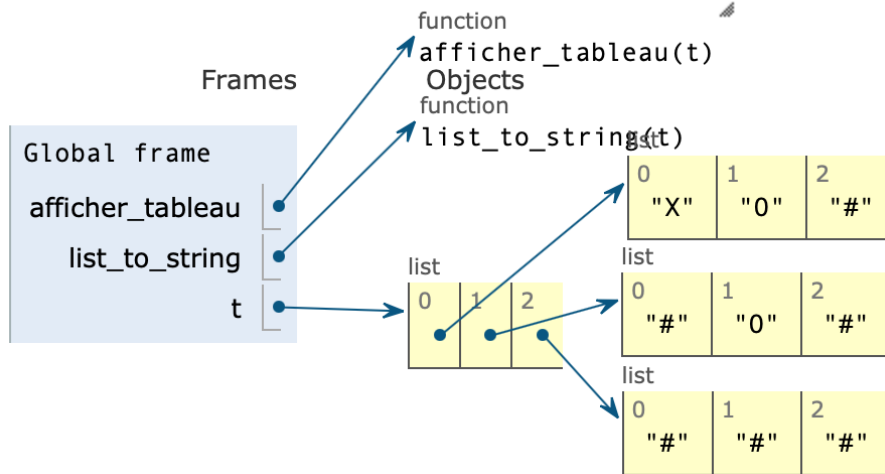 function
afficher_tableau(t)
Frames Objects
function
list_to_string(t)
Global frame
list
0 1 2
"X" "O" "#"
afficher_tableau
list_to_string
list
0 1 2
"#" "O" "#"
list
0 1 2
t
list
0 1 2
"#" "#" "#"